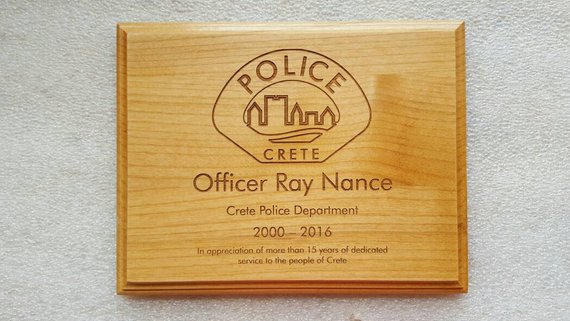 POLICE
CRETE
Officer Ray Nance
Crete Police Department
2000 – 2016
In appreciation of more than 15 years of dedicated
service to the people of Crete